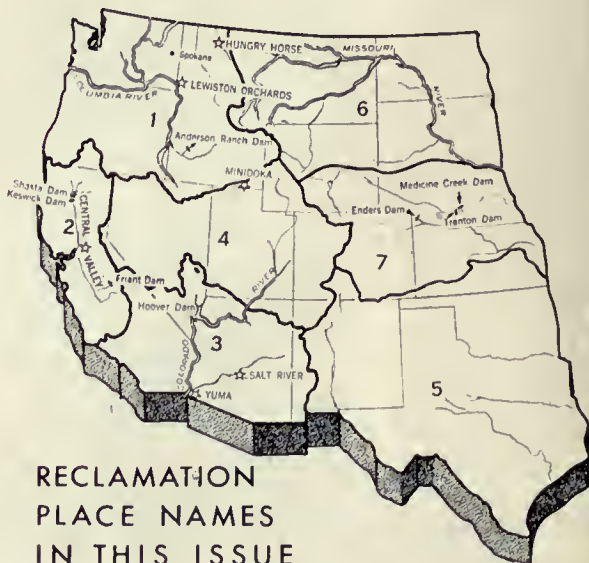 ☆ HUNGRY HORSE
MISSOURI
RIVER
• Spokane
☆ LEWISTON ORCHARDS
COLUMBIA RIVER
1
6
Anderson Ranch Dam
MINIDOKA
Shasta Dam
Keswick Dam
2
CENTRAL
VALLEY
4
Medicine Creek Dam
Enders Dam
Trenton Dam
7
Friant Dam
Hoover Dam
RIVER
COLORADO
3
☆ SALT RIVER
☆ YUMA
5
RECLAMATION
PLACE NAMES
IN THIS ISSUE